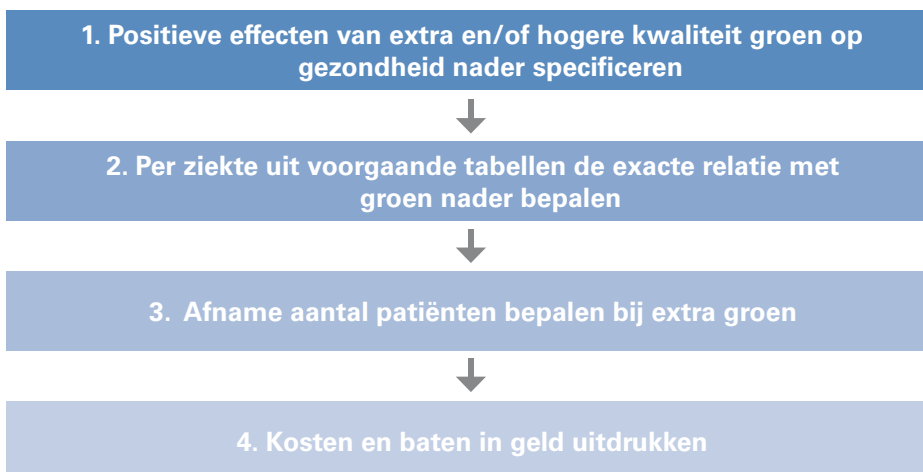 1. Positieve effecten van extra en/of hogere kwaliteit groen op
gezondheid nader specificeren
2. Per ziekte uit voorgaande tabellen de exacte relatie met
groen nader bepalen
3. Afname aantal patiënten bepalen bij extra groen
4. Kosten en baten in geld uitdrukken